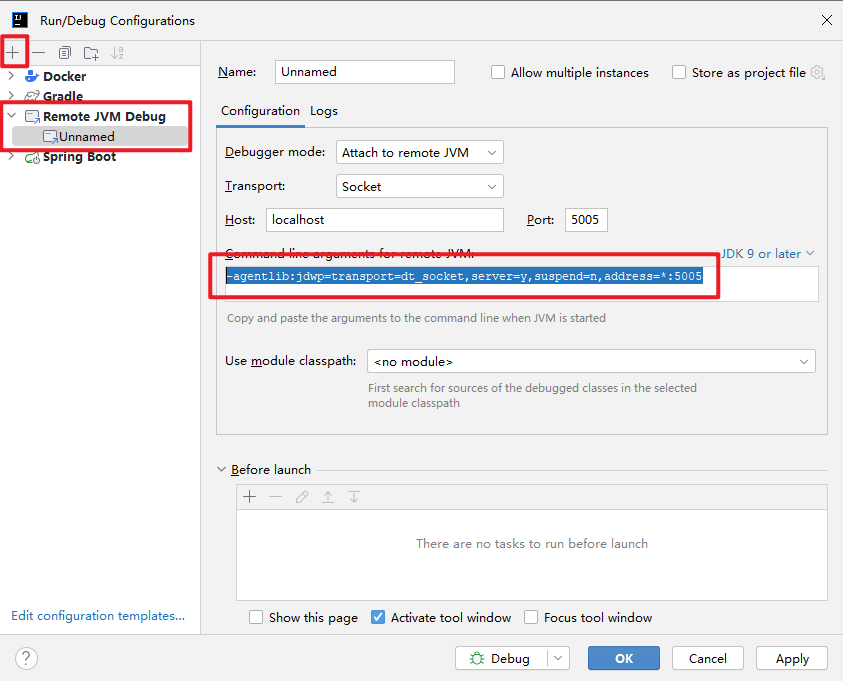 Run/Debug Configurations
Docker
Gradle
Remote JVM Debug
Unnamed
Spring Boot
Edit configuration templates...
Name: Unnamed Allow multiple instances Store as project file
Configuration Logs
Debugger mode: Attach to remote JVM
Transport: Socket
Host: localhost Port: 5005
Command line arguments for remote JVM: JDK 9 or later
-agentlib:jdwp=transport=dt_socket,server=y,suspend=n,address=*:5005
Copy and paste the arguments to the command line when JVM is started
Use module classpath: <no module>
First search for sources of the debugged classes in the selected
module classpath
Before launch
There are no tasks to run before launch
Show this page Activate tool window Focus tool window
? Debug OK Cancel Apply